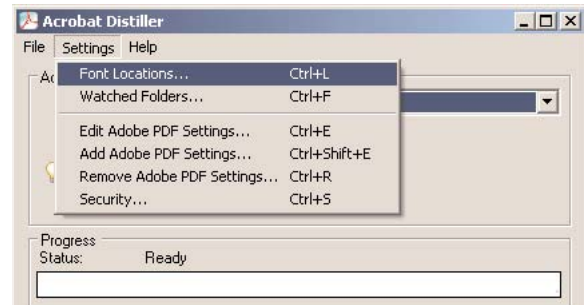 Acrobat Distiller
File Settings Help
Font Locations... Ctrl+L
Watched Folders... Ctrl+F
Edit Adobe PDF Settings... Ctrl+E
Add Adobe PDF Settings... Ctrl+Shift+E
Remove Adobe PDF Settings... Ctrl+R
Security... Ctrl+S
Progress
Status: Ready